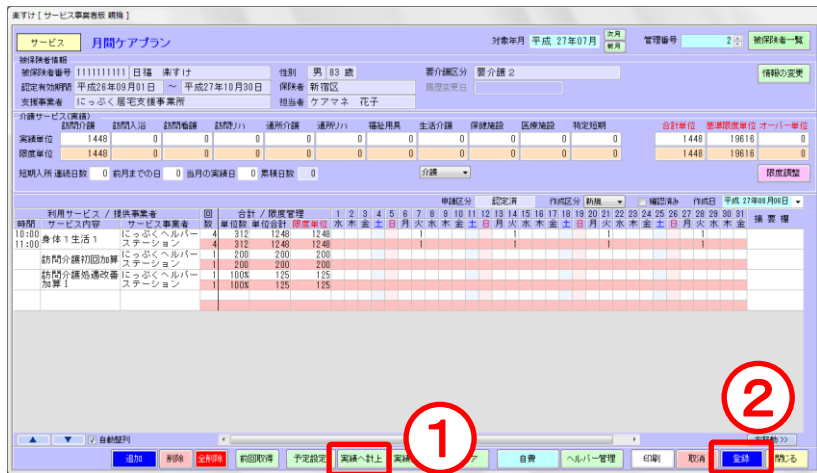 楽すけ [ サービス事業者版 親機 ]
サービス 月間ケアプラン 対象年月 平成 27年07月 次月 前月 管理番号 2 被保険者一覧
被保険者情報
被保険者番号 1111111111 日福 楽すけ 性別 男 83 歳 要介護区分 要介護２ 情報の変更
認定有効期間 平成26年09月01日 ～ 平成27年10月30日 保険者 新宿区 履歴変更日
支援事業者 にっぷく居宅支援事業所 担当者 ケアマネ 花子
介護サービス(実績)
訪問介護 訪問入浴 訪問看護 訪問リハ 通所介護 通所リハ 福祉用具 生活介護 保健施設 医療施設 特定短期 合計単位 基準限度単位 オーバー単位
実績単位 1448 0 0 0 0 0 0 0 0 0 0 1448 19616 0
限度単位 1448 0 0 0 0 0 0 0 0 0 0 1448 19616 0
短期入所 連続日数 0 前月までの日 0 当月の実績日 0 累積日数 0 介護 限度調整
申請区分 認定済 作成区分 新規 確認済み 作成日 平成 27年08月06日
利用サービス / 提供事業者 回 合計 / 限度管理 1 2 3 4 5 6 7 8 9 10 11 12 13 14 15 16 17 18 19 20 21 22 23 24 25 26 27 28 29 30 31 摘 要 欄
時間 サービス内容 サービス事業者 数 単位数 単位合計 限度単位 水 木 金 土 日 月 火 水 木 金 土 日 月 火 水 木 金 土 日 月 火 水 木 金 土 日 月 火 水 木 金
10:00 身体１生活１ にっぷくヘルパー 4 312 1248 1248 1 1 1 1
11:00 ステーション 4 312 1248 1248 1 1 1 1
訪問介護初回加算 にっぷくヘルパー 1 200 200 200
ステーション 1 200 200 200
訪問介護処遇改善 にっぷくヘルパー 1 100% 125 125
加算Ⅰ ステーション 1 100% 125 125
① ②
▲ ▼ 自動整列
追加 削除 全削除 前回取得 予定設定 実績へ計上 自費 ヘルパー管理 印刷 取消 登録 閉じる